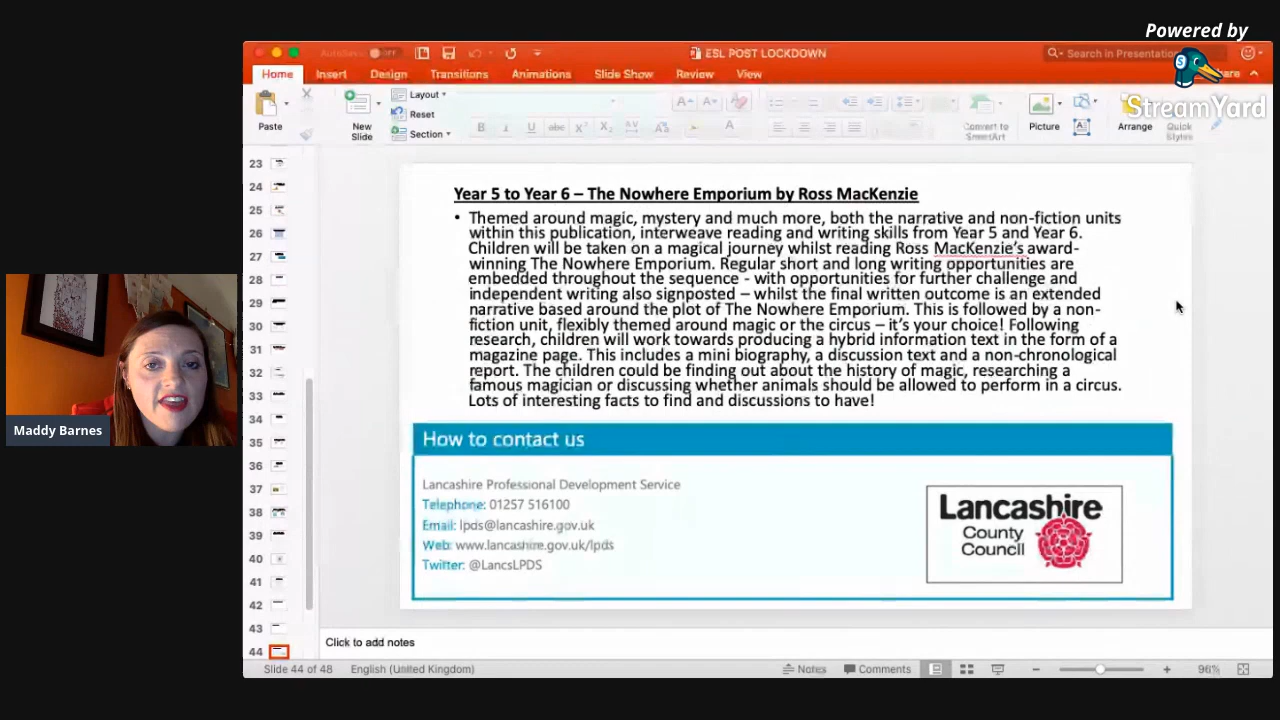 Powered by
StreamYard
AutoSave OFF
ESL POST LOCKDOWN
Search in Presentation
Home Insert Design Transitions Animations Slide Show Review View
Paste
New
Slide
Layout
Reset
Section
Convert to
SmartArt
Picture
Arrange
Quick
Styles
23
24
25
26
27
28
29
30
31
32
33
34
35
36
37
38
39
40
41
42
43
44
Year 5 to Year 6 – The Nowhere Emporium by Ross MacKenzie
• Themed around magic, mystery and much more, both the narrative and non-fiction units
within this publication, interweave reading and writing skills from Year 5 and Year 6.
Children will be taken on a magical journey whilst reading Ross MacKenzie's award-
winning The Nowhere Emporium. Regular short and long writing opportunities are
embedded throughout the sequence - with opportunities for further challenge and
independent writing also signposted – whilst the final written outcome is an extended
narrative based around the plot of The Nowhere Emporium. This is followed by a non-
fiction unit, flexibly themed around magic or the circus – it's your choice! Following
research, children will work towards producing a hybrid information text in the form of a
magazine page. This includes a mini biography, a discussion text and a non-chronological
report. The children could be finding out about the history of magic, researching a
famous magician or discussing whether animals should be allowed to perform in a circus.
Lots of interesting facts to find and discussions to have!
How to contact us
Lancashire Professional Development Service
Telephone: 01257 516100
Email: lpds@lancashire.gov.uk
Web: www.lancashire.gov.uk/lpds
Twitter: @LancsLPDS
Lancashire
County
Council
Maddy Barnes
Click to add notes
Slide 44 of 48 English (United Kingdom) Notes Comments 96%